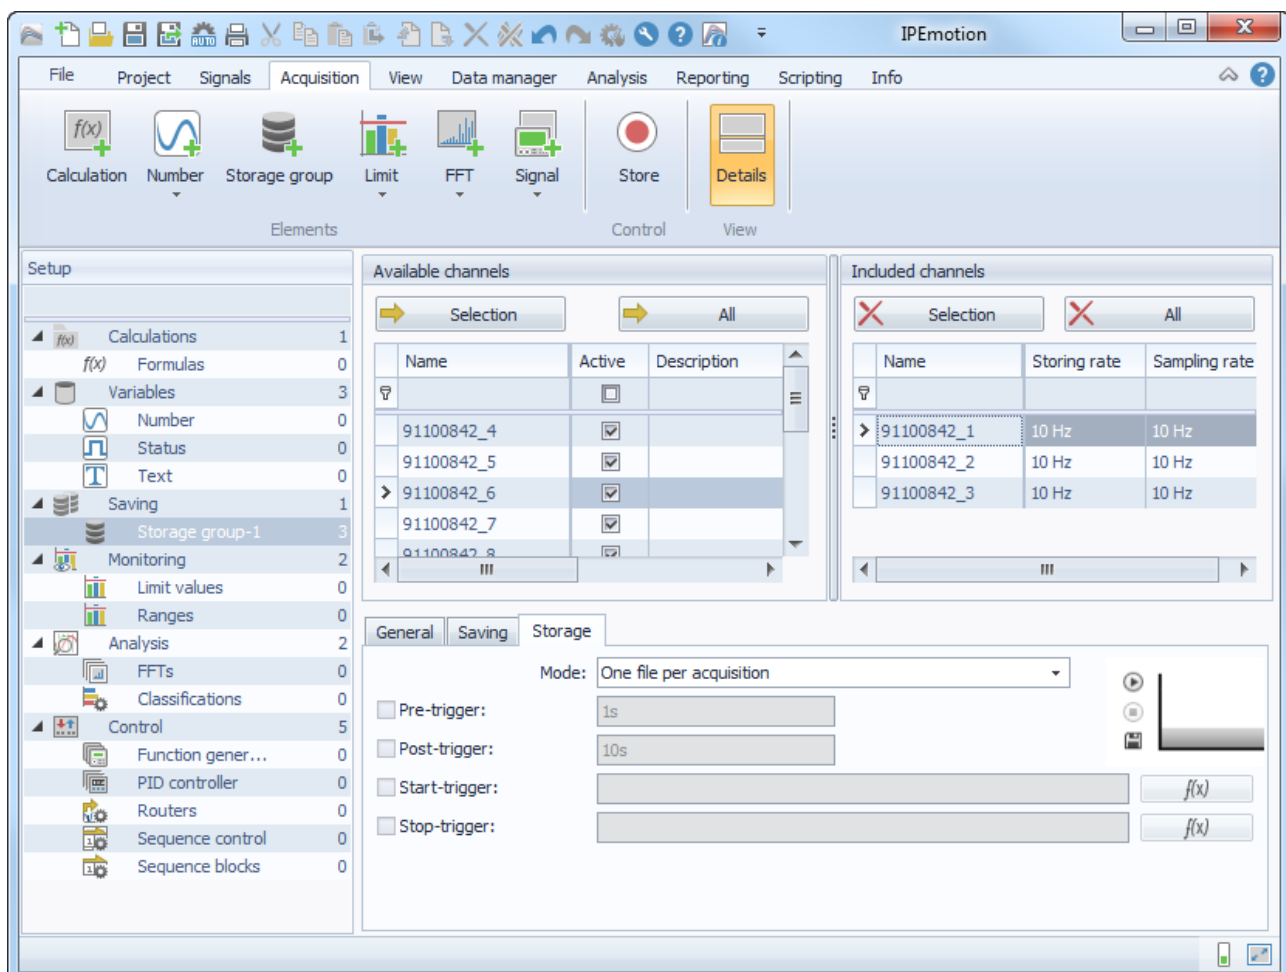 IPEmotion
File Project Signals Acquisition View Data manager Analysis Reporting Scripting Info
f(x)
Calculation Number Storage group Limit FFT Signal Store Details
Elements Control View
Setup
Calculations 1
f(x) Formulas 0
Variables 3
Number 0
Status 0
T Text 0
Saving 1
Storage group-1 3
Monitoring 2
Limit values 0
Ranges 0
Analysis 2
FFTs 0
Classifications 0
Control 5
Function gener... 0
PID controller 0
Routers 0
Sequence control 0
Sequence blocks 0
Available channels
Selection All
Name Active Description
91100842_4
91100842_5
91100842_6
91100842_7
91100842_8
Included channels
Selection All
Name Storing rate Sampling rate
91100842_1 10 Hz 10 Hz
91100842_2 10 Hz 10 Hz
91100842_3 10 Hz 10 Hz
General Saving Storage
Mode: One file per acquisition
Pre-trigger: 1s
Post-trigger: 10s
Start-trigger: f(x)
Stop-trigger: f(x)